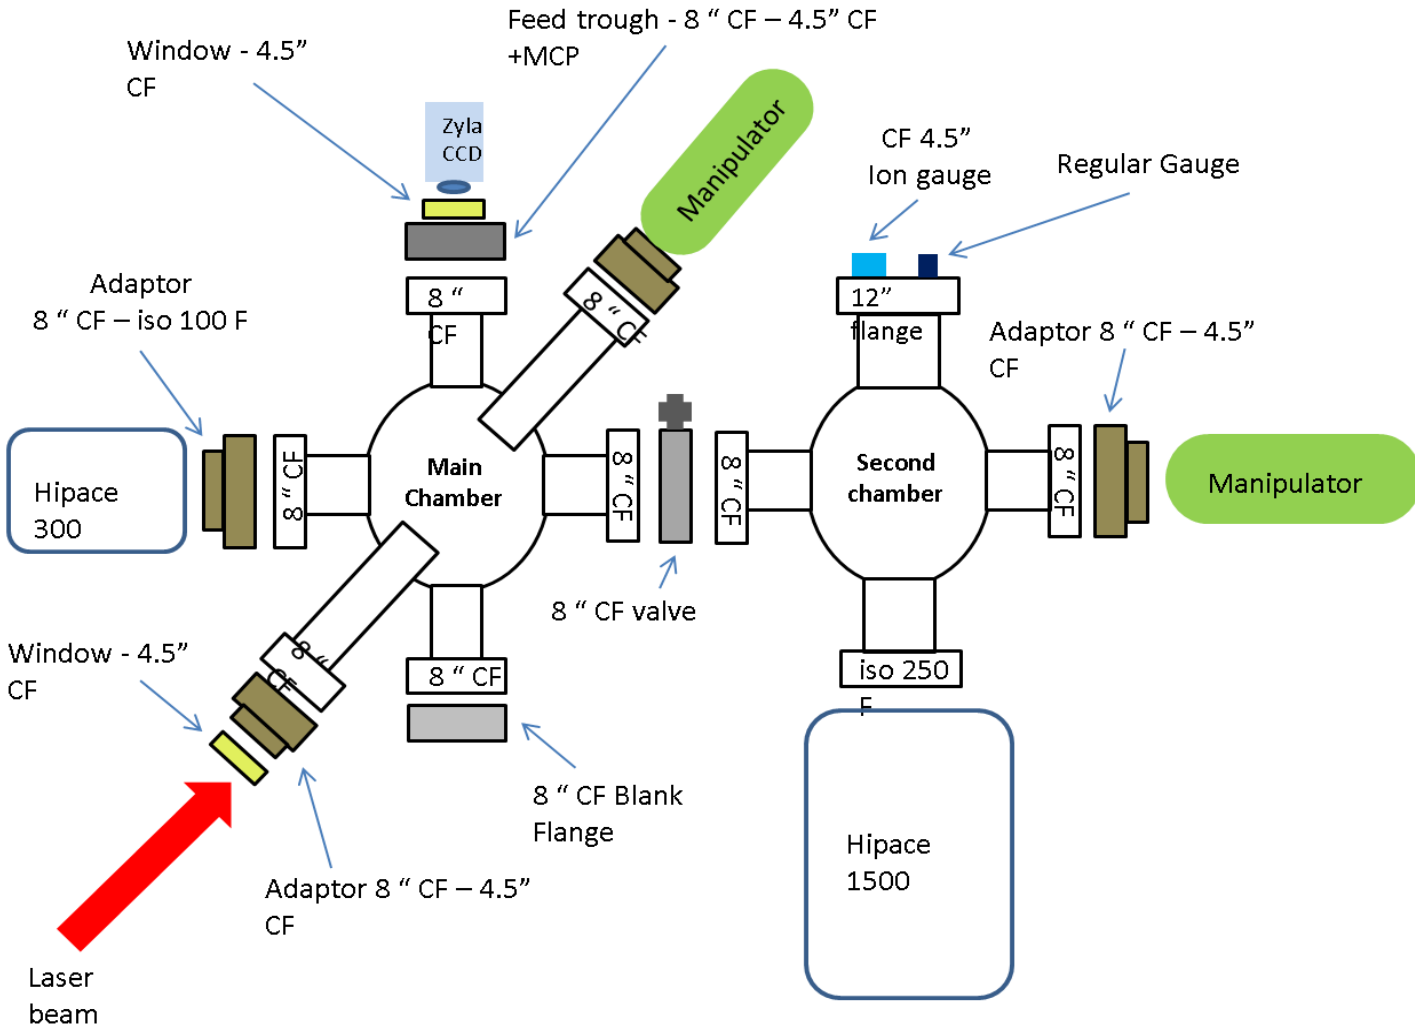 Feed trough - 8 “ CF – 4.5” CF
+MCP
Window - 4.5”
CF
Zyla
CCD
Manipulator
CF 4.5”
Ion gauge
Regular Gauge
Adaptor
8 “ CF – iso 100 F
8 “
CF
8 “ CF
12”
flange
Adaptor 8 “ CF – 4.5”
CF
Hipace
300
8 “ CF
Main
Chamber
8 “ CF
8 “ CF
Second
chamber
8 “ CF
Manipulator
8 “ CF valve
Window - 4.5”
CF
8 “
CF
8 “ CF
iso 250
F
8 “ CF Blank
Flange
Hipace
1500
Adaptor 8 “ CF – 4.5”
CF
Laser
beam